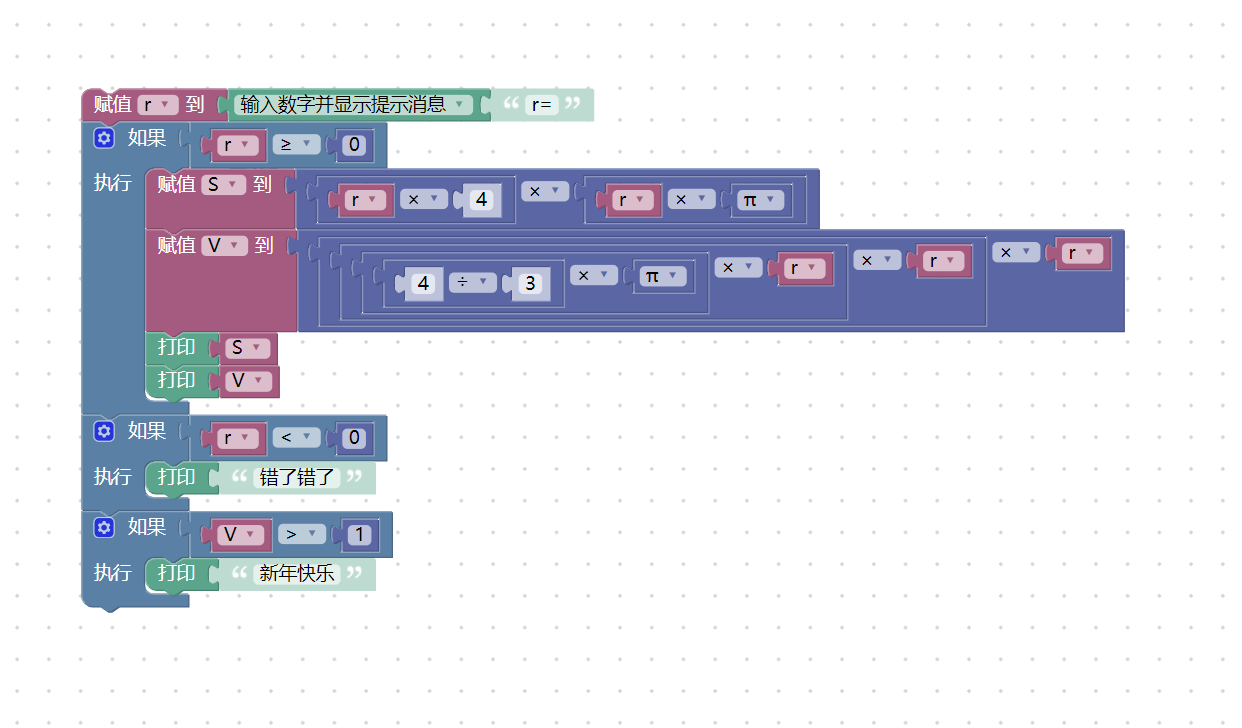 赋值 r 到 输入数字并显示提示消息 “ r= ”
如果 r ≥ 0
执行 赋值 S 到 r × 4 × r × π
赋值 V 到 4 ÷ 3 × π × r × r × r
打印 S
打印 V
如果 r < 0
执行 打印 “ 错了错了 ”
如果 V > 1
执行 打印 “ 新年快乐 ”